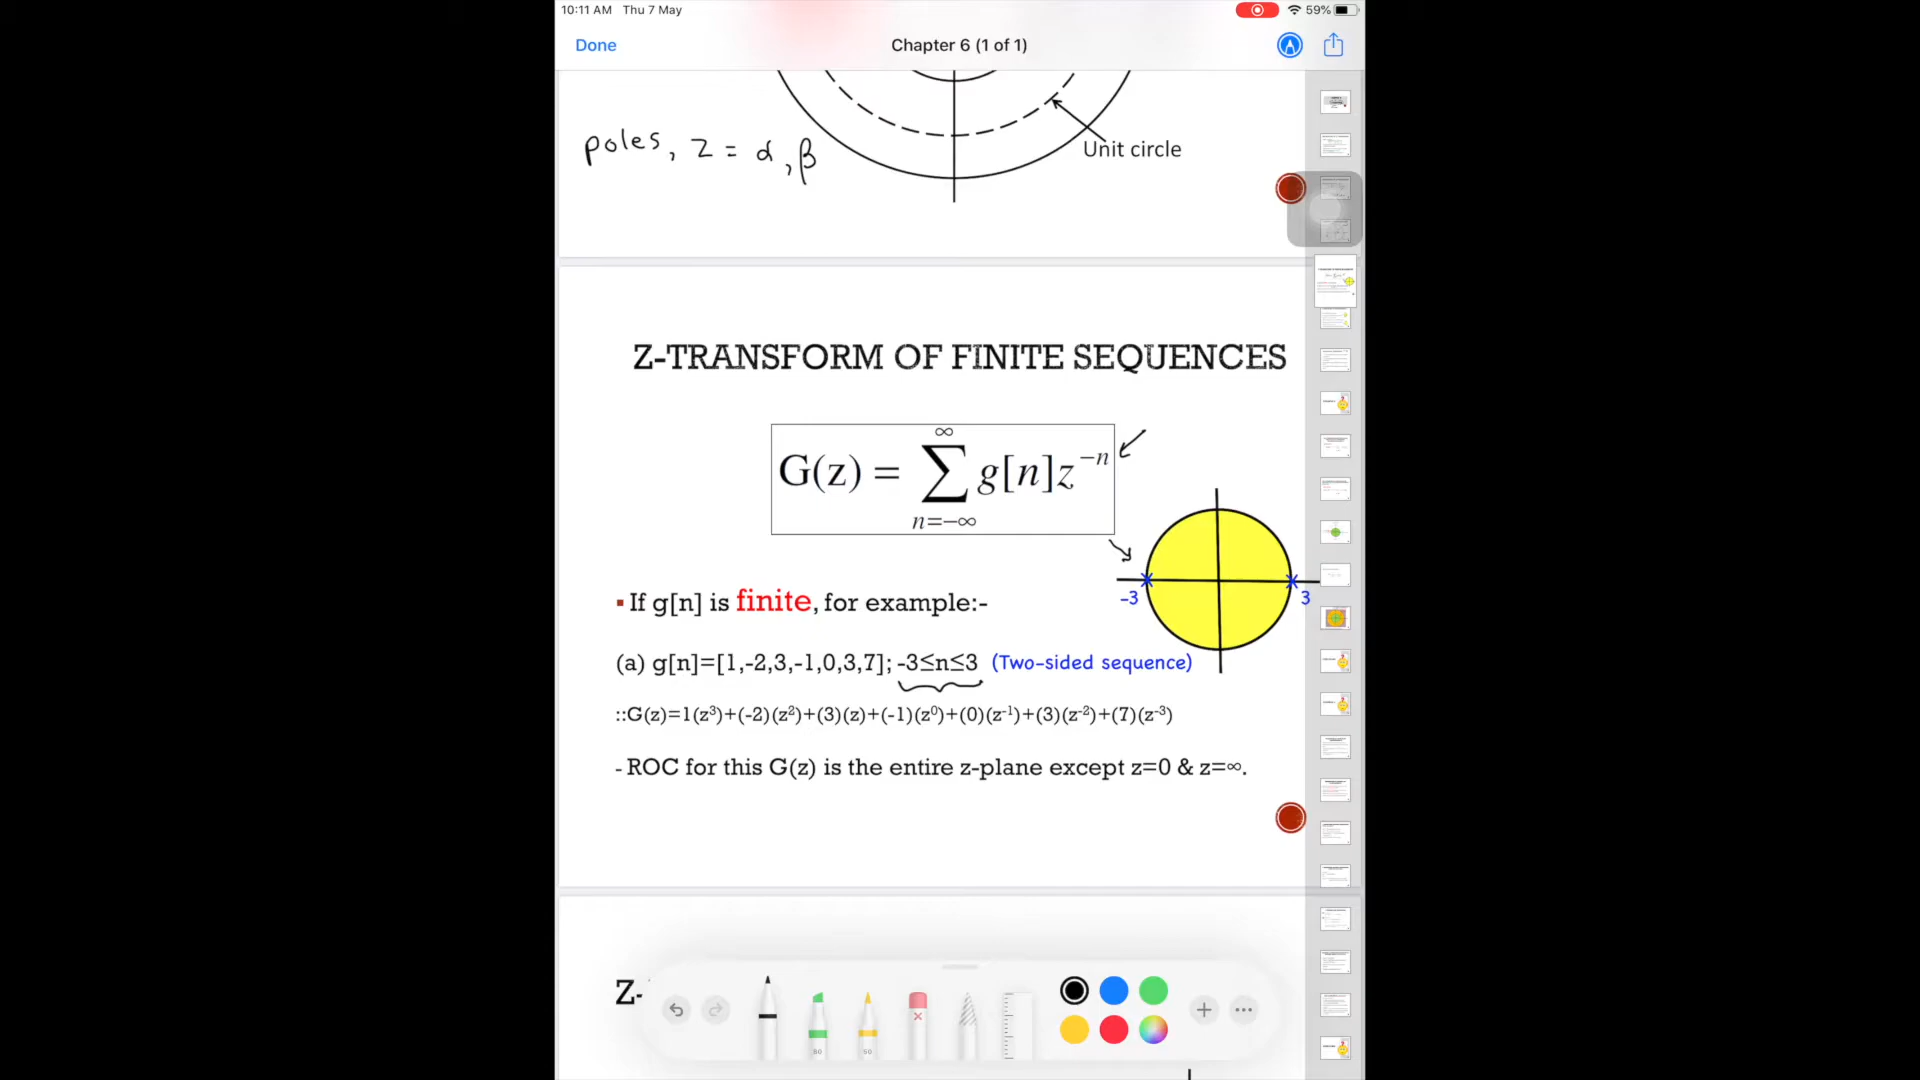 10:11 AM Thu 7 May 59%
Done Chapter 6 (1 of 1)
poles, z = α, β
Unit circle
Z-TRANSFORM OF FINITE SEQUENCES
G(z) = ∑_{n=-∞}^{∞} g[n]z^{-n}
▪ If g[n] is finite, for example:-
-3 3
(a) g[n]=[1,-2,3,-1,0,3,7]; -3≤n≤3 (Two-sided sequence)
::G(z)=1(z³)+(-2)(z²)+(3)(z)+(-1)(z⁰)+(0)(z⁻¹)+(3)(z⁻²)+(7)(z⁻³)
- ROC for this G(z) is the entire z-plane except z=0 & z=∞.
Z-
80 50